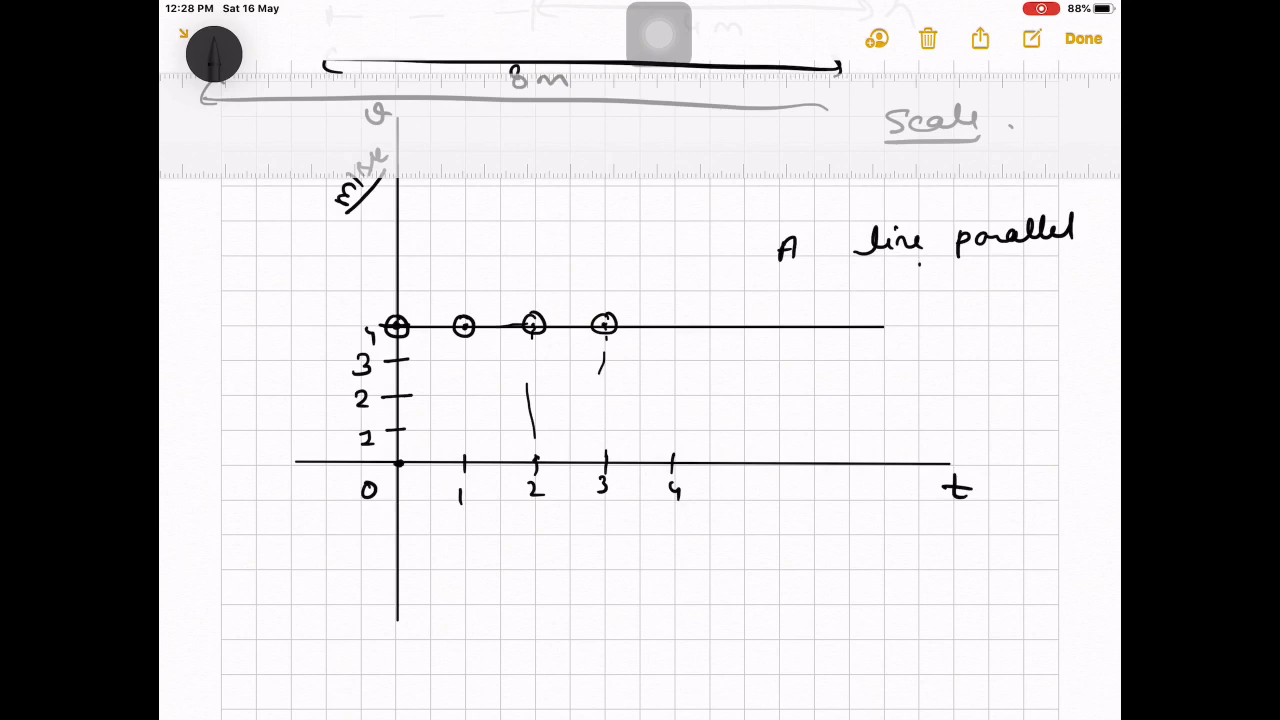 12:28 PM Sat 16 May
88%
Done
8 m
Scale .
m/sec
A line parallel
4
3
2
1
0 1 2 3 4 t